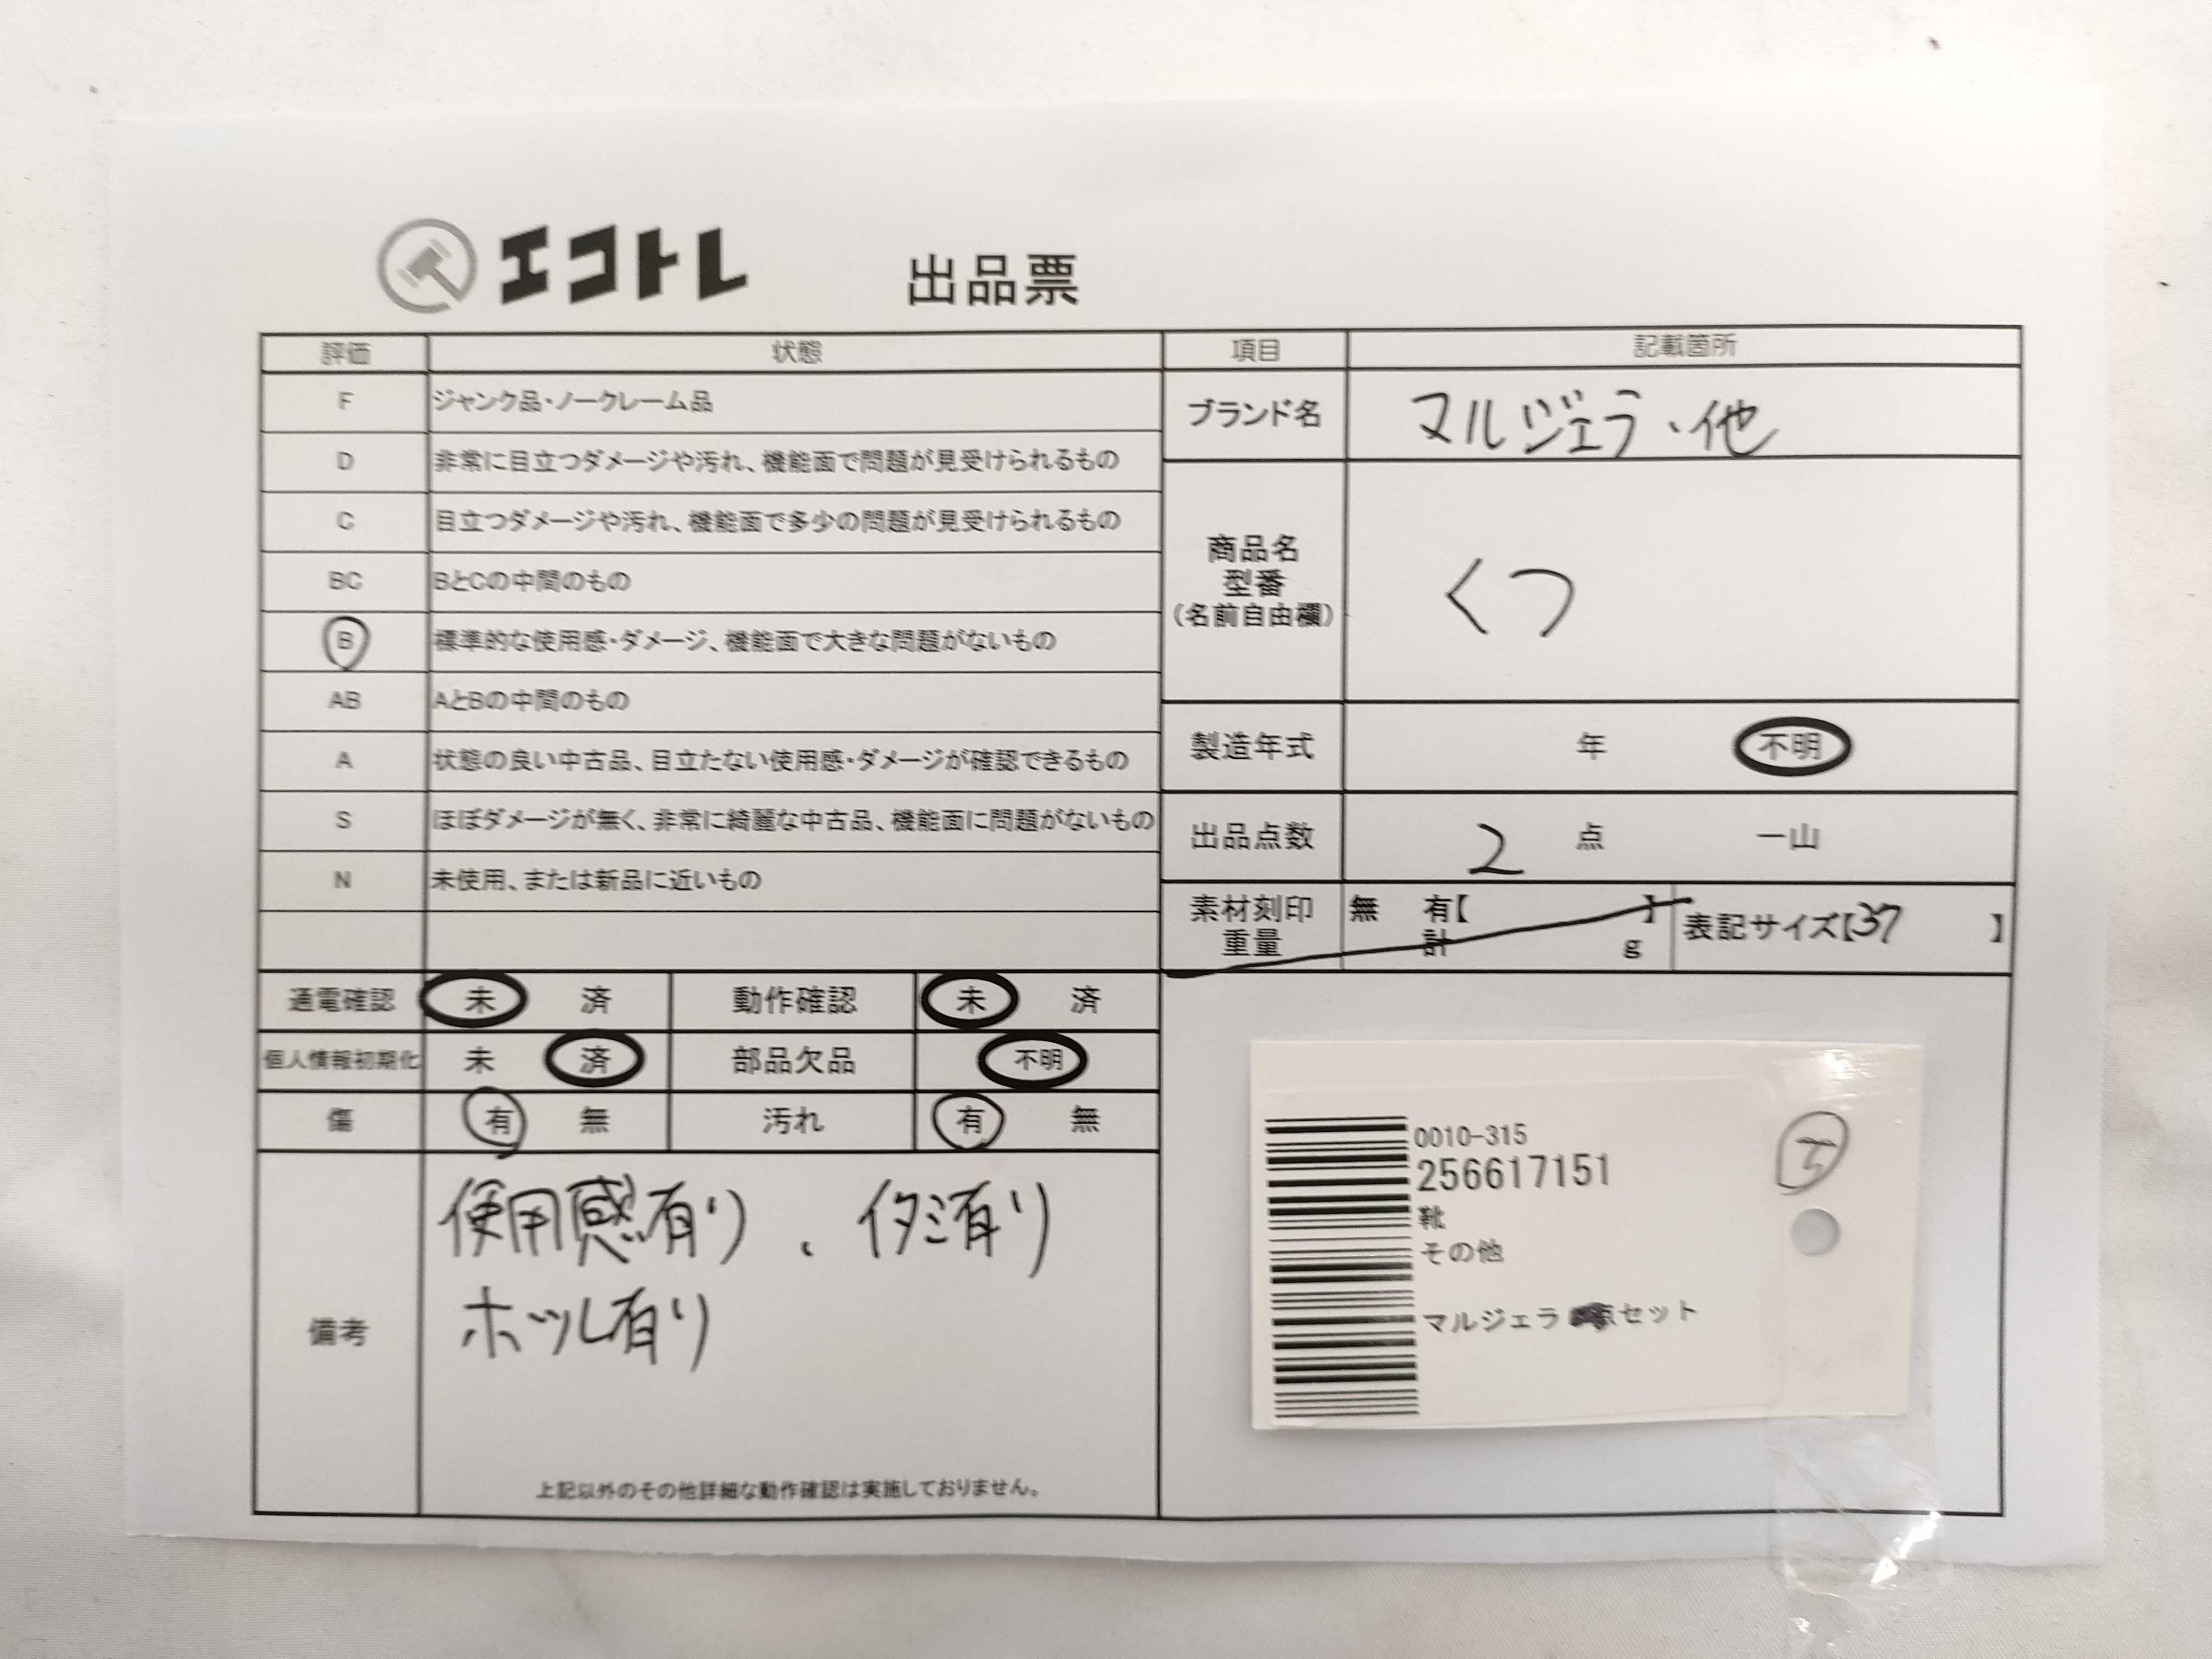 エコトレ 出品票
評価 状態
F ジャンク品・ノークレーム品
D 非常に目立つダメージや汚れ、機能面で問題が見受けられるもの
C 目立つダメージや汚れ、機能面で多少の問題が見受けられるもの
BC BとCの中間のもの
B 標準的な使用感・ダメージ、機能面で大きな問題がないもの
AB AとBの中間のもの
A 状態の良い中古品、目立たない使用感・ダメージが確認できるもの
S ほぼダメージが無く、非常に綺麗な中古品、機能面に問題がないもの
N 未使用、または新品に近いもの
通電確認 未 済 動作確認 未 済
個人情報初期化 未 済 部品欠品 不明
傷 有 無 汚れ 有 無
備考
使用感有り、イタミ有り
ホツレ有り
上記以外のその他詳細な動作確認は実施しておりません。
項目 記載箇所
ブランド名 マルジェラ・他
商品名
型番
(名前自由欄)
くつ
製造年式 年 不明
出品点数 2 点 一山
素材刻印 無 有【 】
重量 計 g
表記サイズ【37 】
0010-315
256617151
靴
その他
マルジェラ 点セット